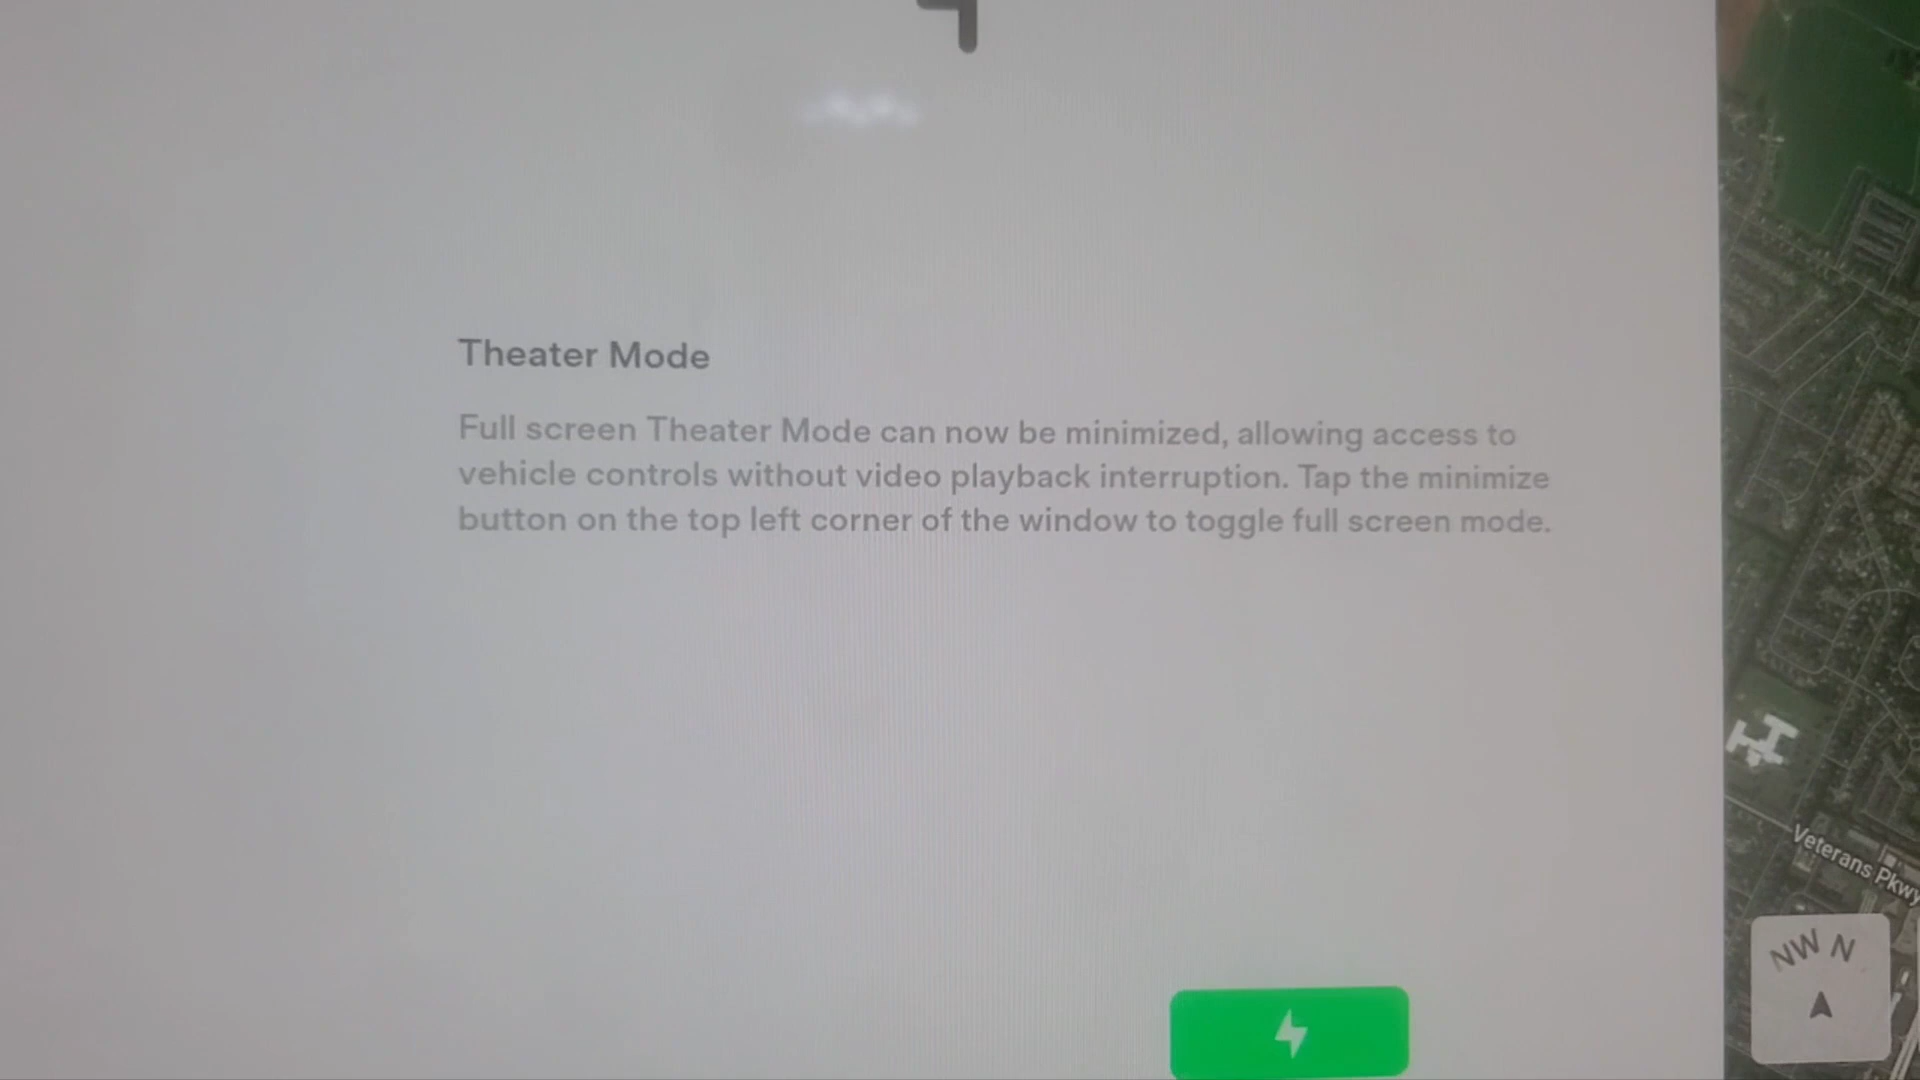 Theater Mode
Full screen Theater Mode can now be minimized, allowing access to
vehicle controls without video playback interruption. Tap the minimize
button on the top left corner of the window to toggle full screen mode.
Veterans Pkwy
NW N